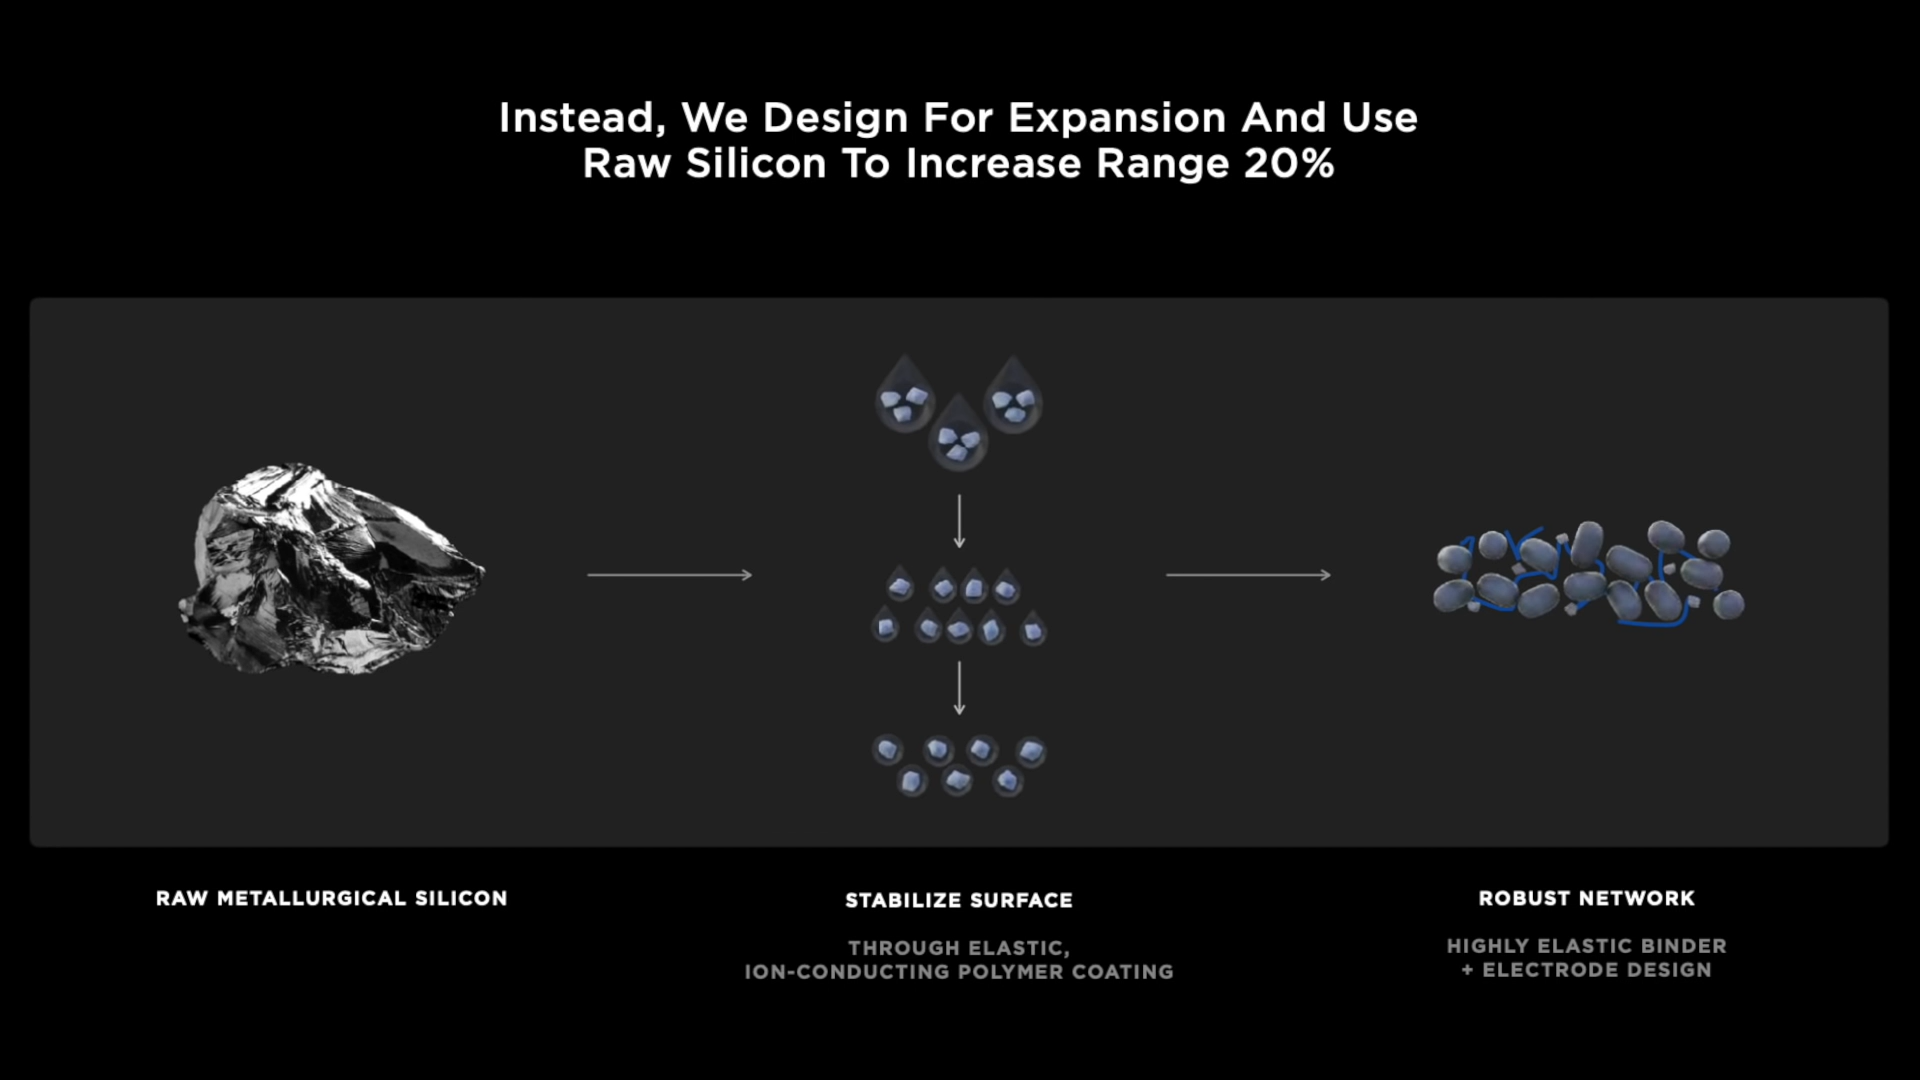 Instead, We Design For Expansion And Use
Raw Silicon To Increase Range 20%
RAW METALLURGICAL SILICON
STABILIZE SURFACE
THROUGH ELASTIC,
ION-CONDUCTING POLYMER COATING
ROBUST NETWORK
HIGHLY ELASTIC BINDER
+ ELECTRODE DESIGN